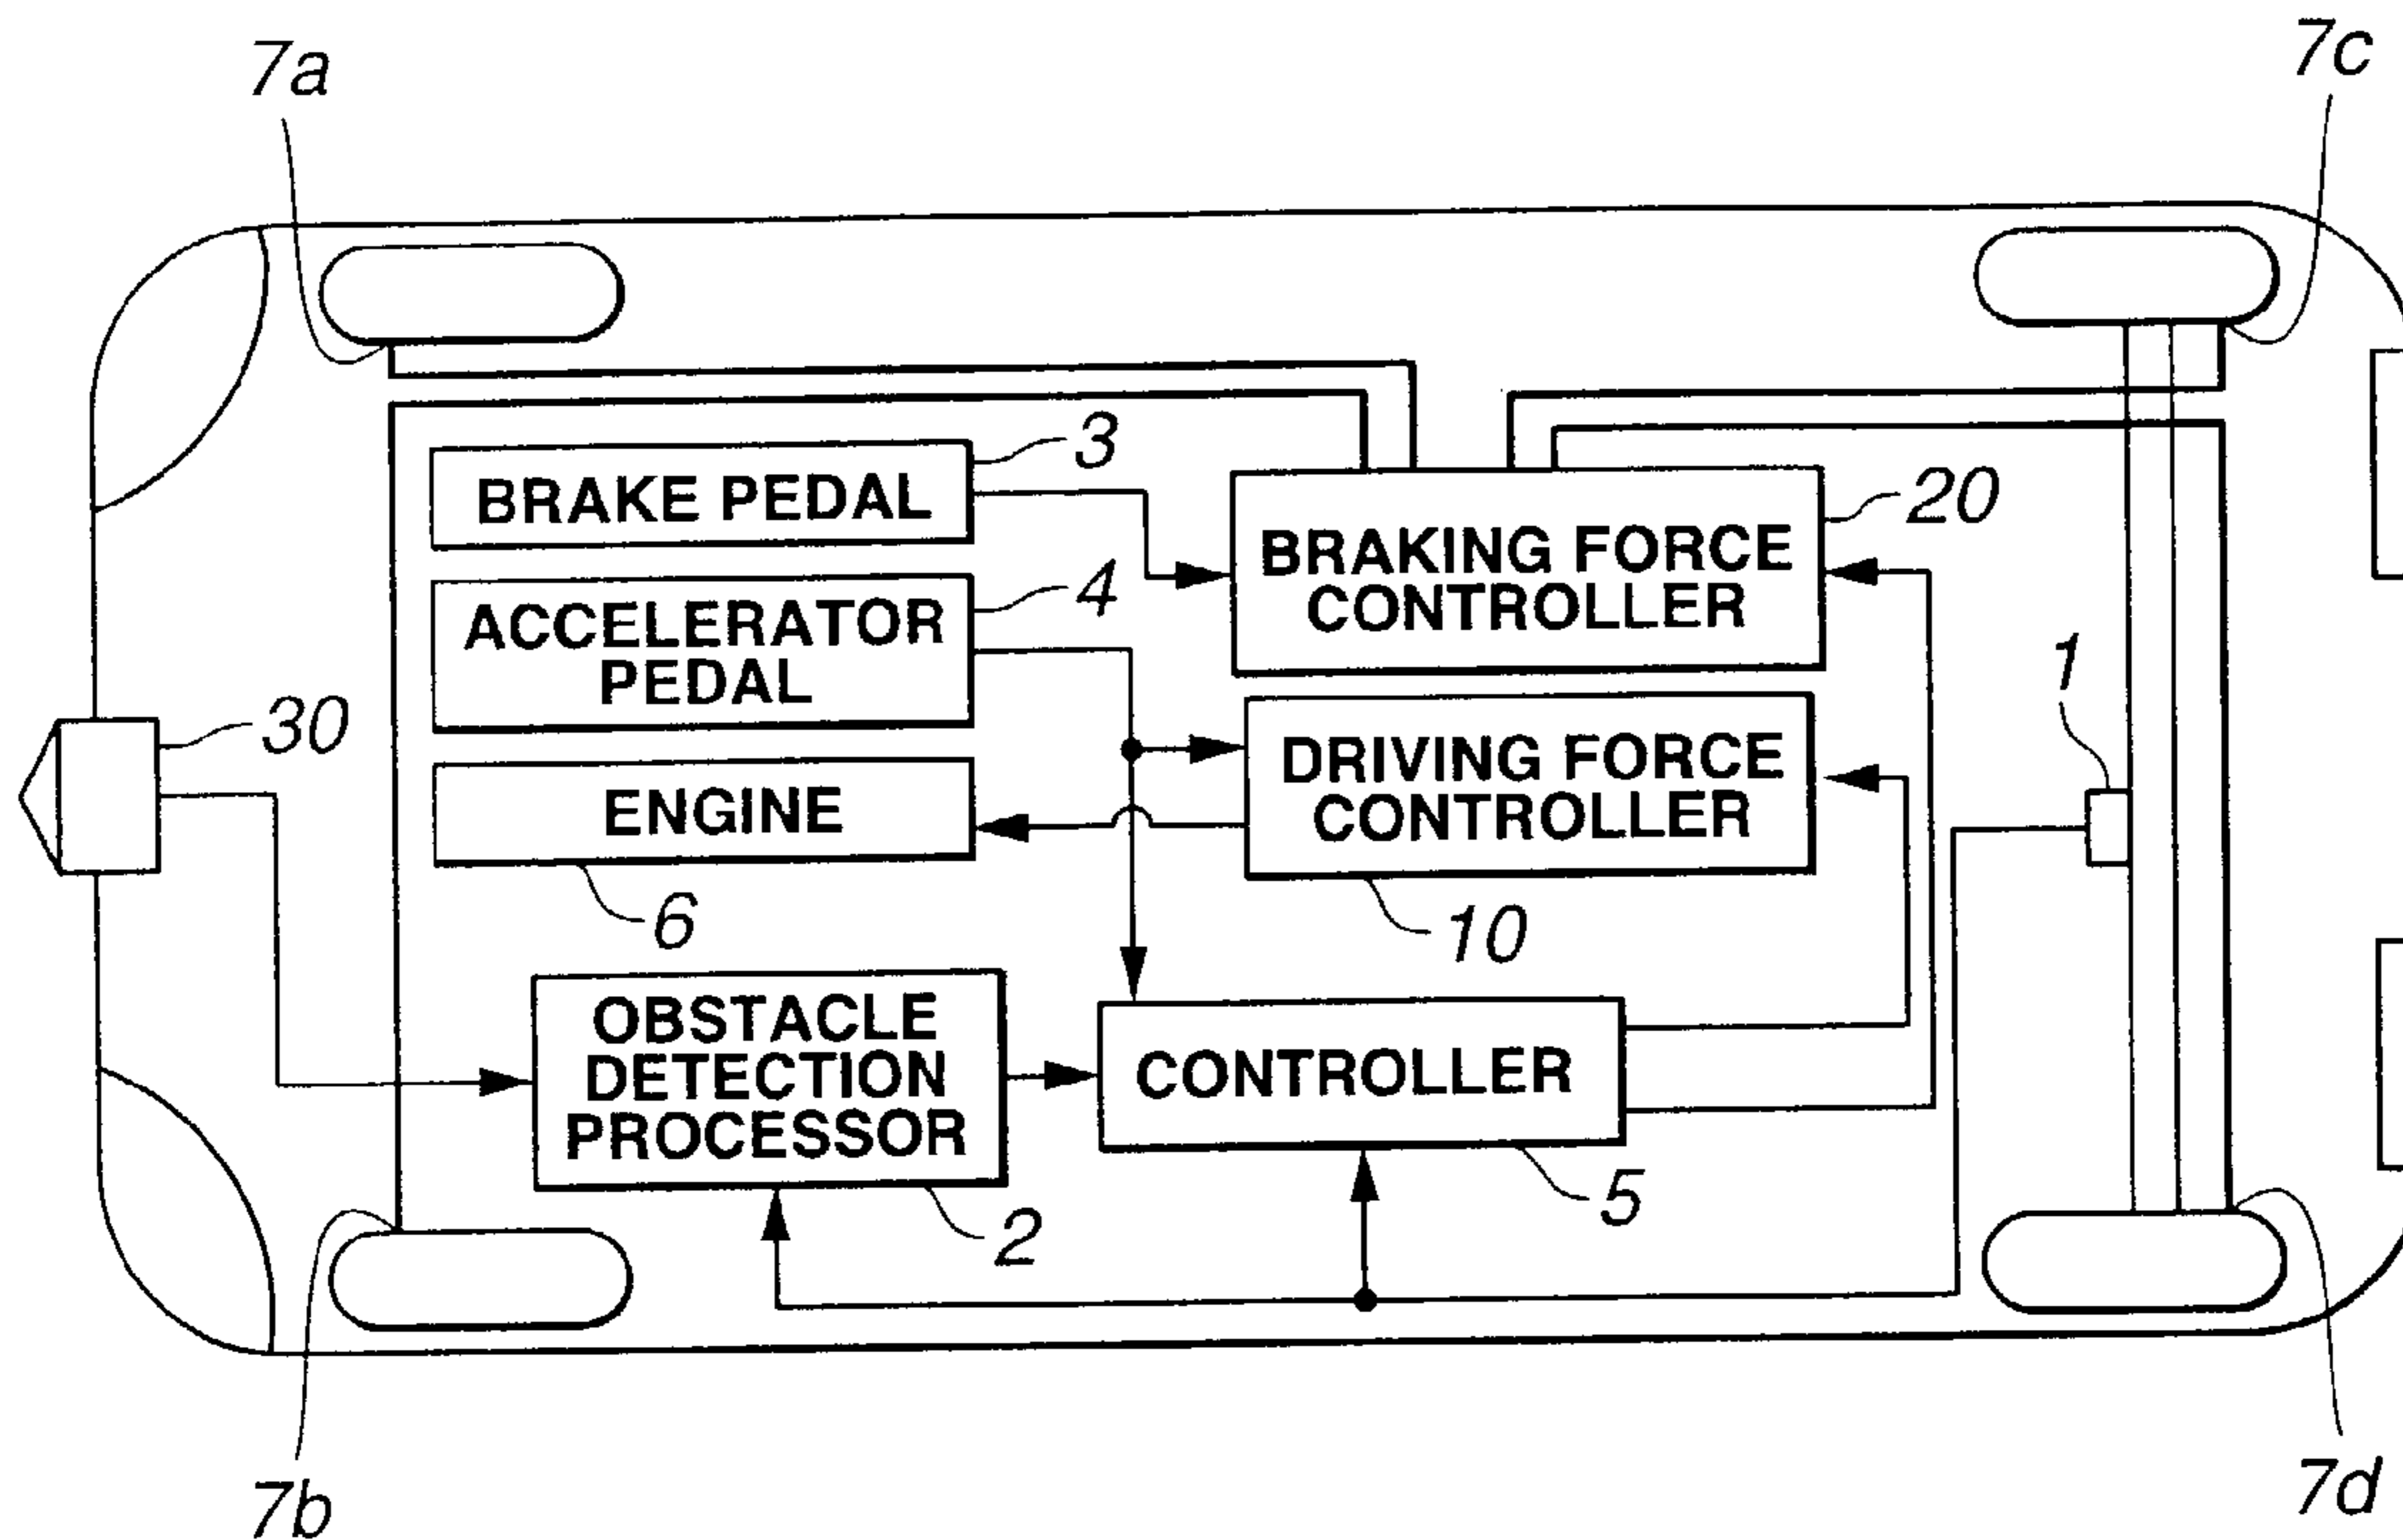 7a
7c
3
BRAKE PEDAL
20
BRAKING FORCE
CONTROLLER
4
ACCELERATOR
PEDAL
1
30
DRIVING FORCE
CONTROLLER
ENGINE
6
10
OBSTACLE
DETECTION
PROCESSOR
CONTROLLER
5
2
7b
7d